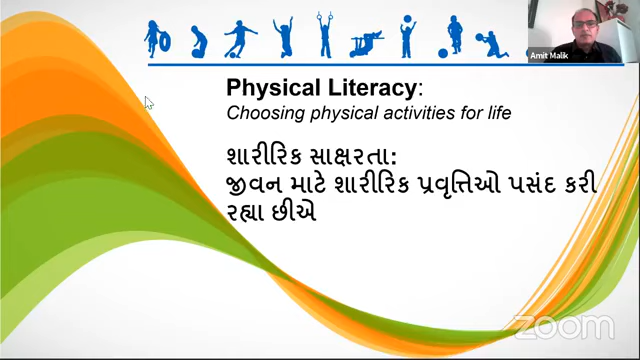 Amit Malik
Physical Literacy:
Choosing physical activities for life
શારીરિક સાક્ષરતા:
જીવન માટે શારીરિક પ્રવૃત્તિઓ પસંદ કરી
રહ્યા છીએ
zoom